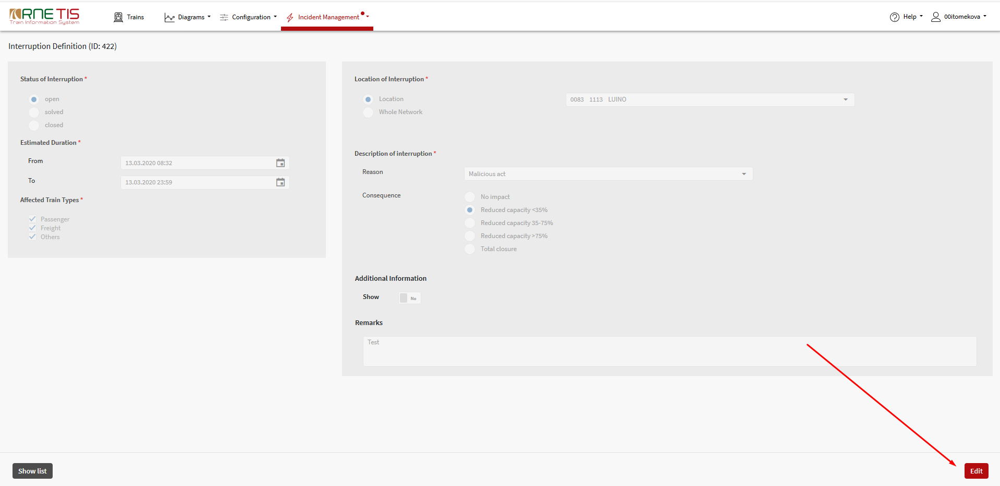 RNE TIS
Train Information System
Trains
Diagrams
Configuration
Incident Management
Help
00itomekova
Interruption Definition (ID: 422)
Status of Interruption *
open
solved
closed
Estimated Duration *
From
13.03.2020 08:32
To
13.03.2020 23:59
Affected Train Types *
Passenger
Freight
Others
Location of Interruption *
Location
0083 1113 LUINO
Whole Network
Description of interruption *
Reason
Malicious act
Consequence
No impact
Reduced capacity <35%
Reduced capacity 35-75%
Reduced capacity >75%
Total closure
Additional Information
Show
No
Remarks
Test
Show list
Edit